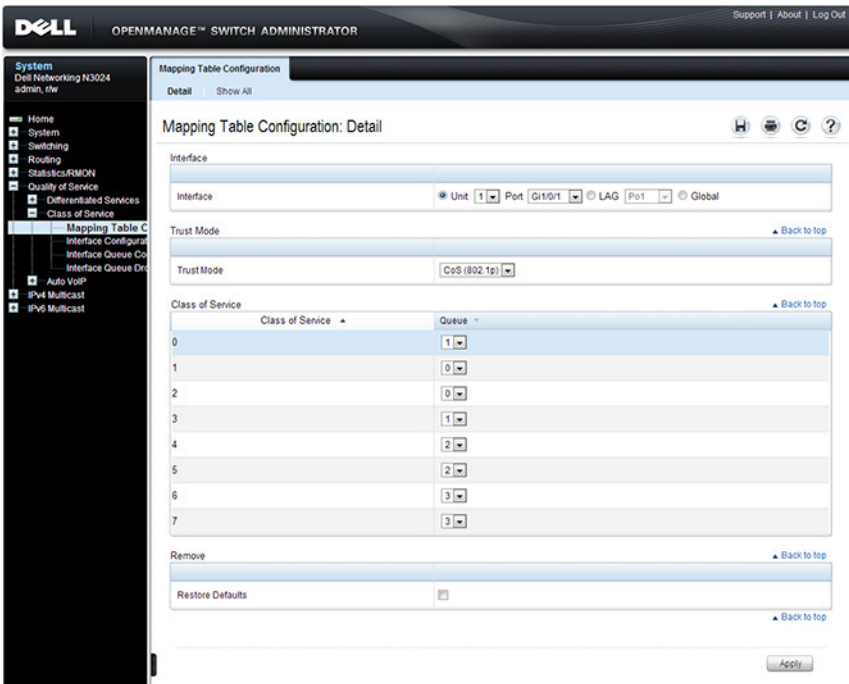 Support | About | Log Out
DELL OPENMANAGE™ SWITCH ADMINISTRATOR
System
Dell Networking N3024
admin, r/w
Home
System
Switching
Routing
Statistics/RMON
Quality of Service
Differentiated Services
Class of Service
Mapping Table C
Interface Configurat
Interface Queue Co
Interface Queue Dro
Auto VoIP
IPv4 Multicast
IPv6 Multicast
Mapping Table Configuration
Detail Show All
Mapping Table Configuration: Detail
Interface
Interface Unit 1 Port Gi1/0/1 LAG Po1 Global
Trust Mode Back to top
Trust Mode CoS (802.1p)
Class of Service Back to top
Class of Service Queue
0 1
1 0
2 0
3 1
4 2
5 2
6 3
7 3
Remove Back to top
Restore Defaults
Back to top
Apply